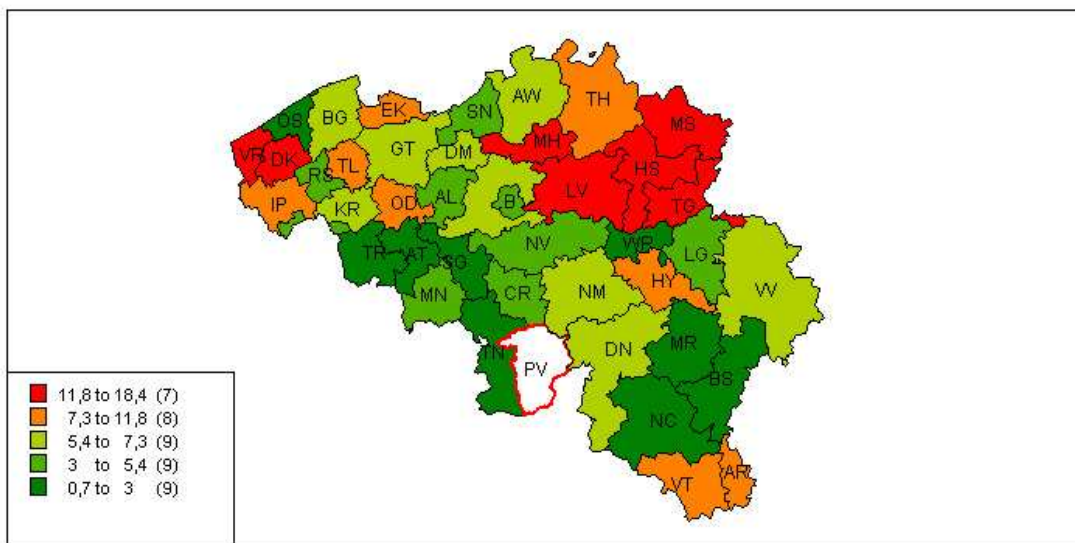 AW
TH
EK
SN
MS
OS
BG
MH
GT
DM
HS
VR
DK
TL
LV
RS
AL
B
TG
IP
KR
OD
WR
NV
LG
TR
AT
SG
HY
VV
MN
CR
NM
MR
DN
TN
PV
BS
NC
AR
VT
11,8 to 18,4 (7)
7,3 to 11,8 (8)
5,4 to 7,3 (9)
3 to 5,4 (9)
0,7 to 3 (9)